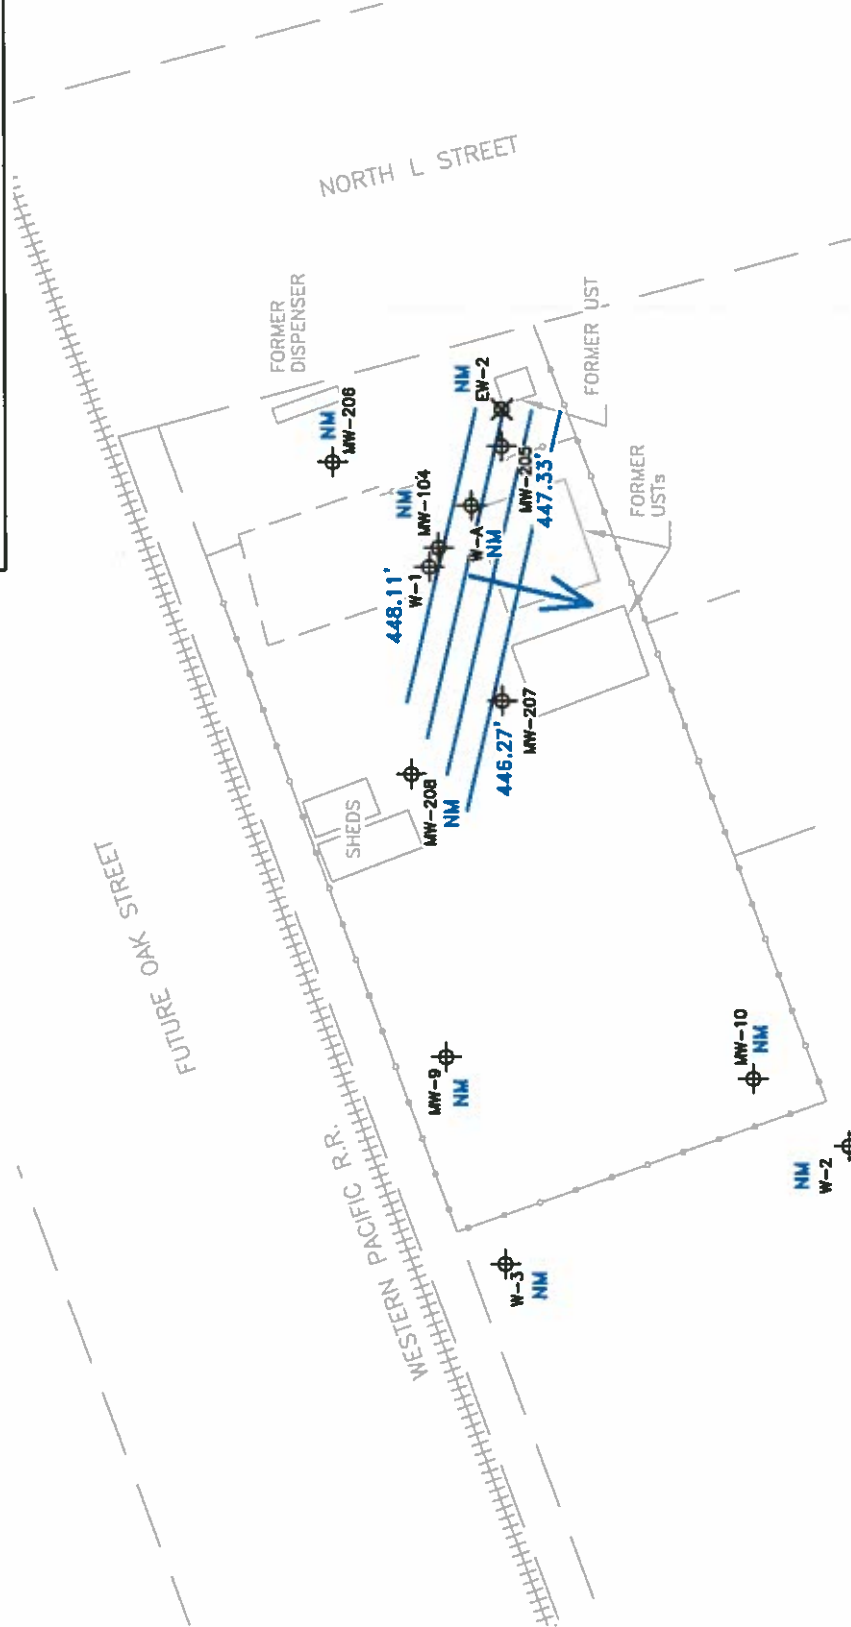 NORTH L STREET
FORMER
DISPENSER
FORMER UST
NM
EW-2
NM
MW-206
NM
MW-104
MW-205
447.33'
FORMER
USTs
W-A
NM
448.11'
W-1
446.27'
MW-207
MW-208
NM
SHEDS
FUTURE OAK STREET
WESTERN PACIFIC R.R.
MW-9
NM
MW-10
NM
NM
W-2
W-3
NM